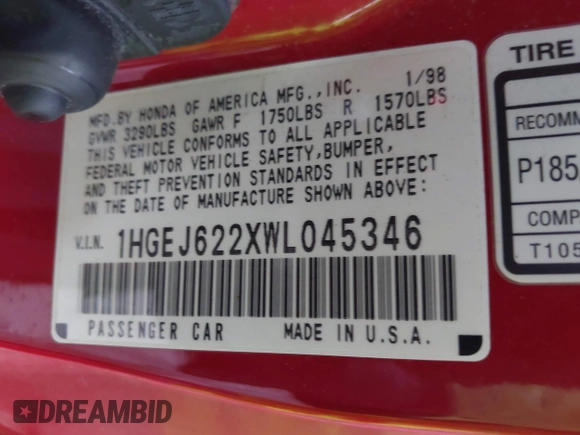 MFD.BY HONDA OF AMERICA MFG.,INC. 1/98
GVWR 3290LBS GAWR F 1750LBS R 1570LBS
THIS VEHICLE CONFORMS TO ALL APPLICABLE
FEDERAL MOTOR VEHICLE SAFETY,BUMPER,
AND THEFT PREVENTION STANDARDS IN EFFECT
ON THE DATE OF MANUFACTURE SHOWN ABOVE:
V.I.N. 1HGEJ622XWL045346
PASSENGER CAR MADE IN U.S.A.
TIRE
RECOMM
P185
COMP
T105
DREAMBID